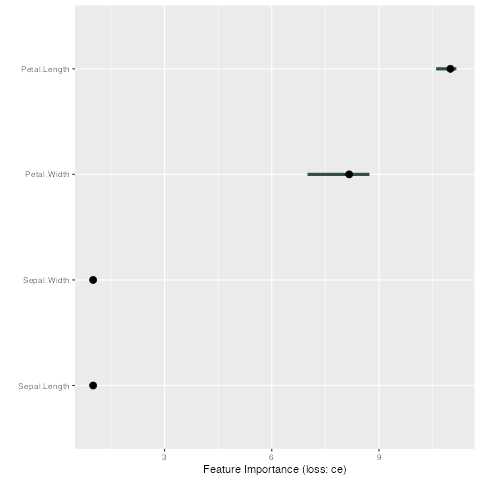 Petal.Length
Petal.Width
Sepal.Width
Sepal.Length
3 6 9
Feature Importance (loss: ce)